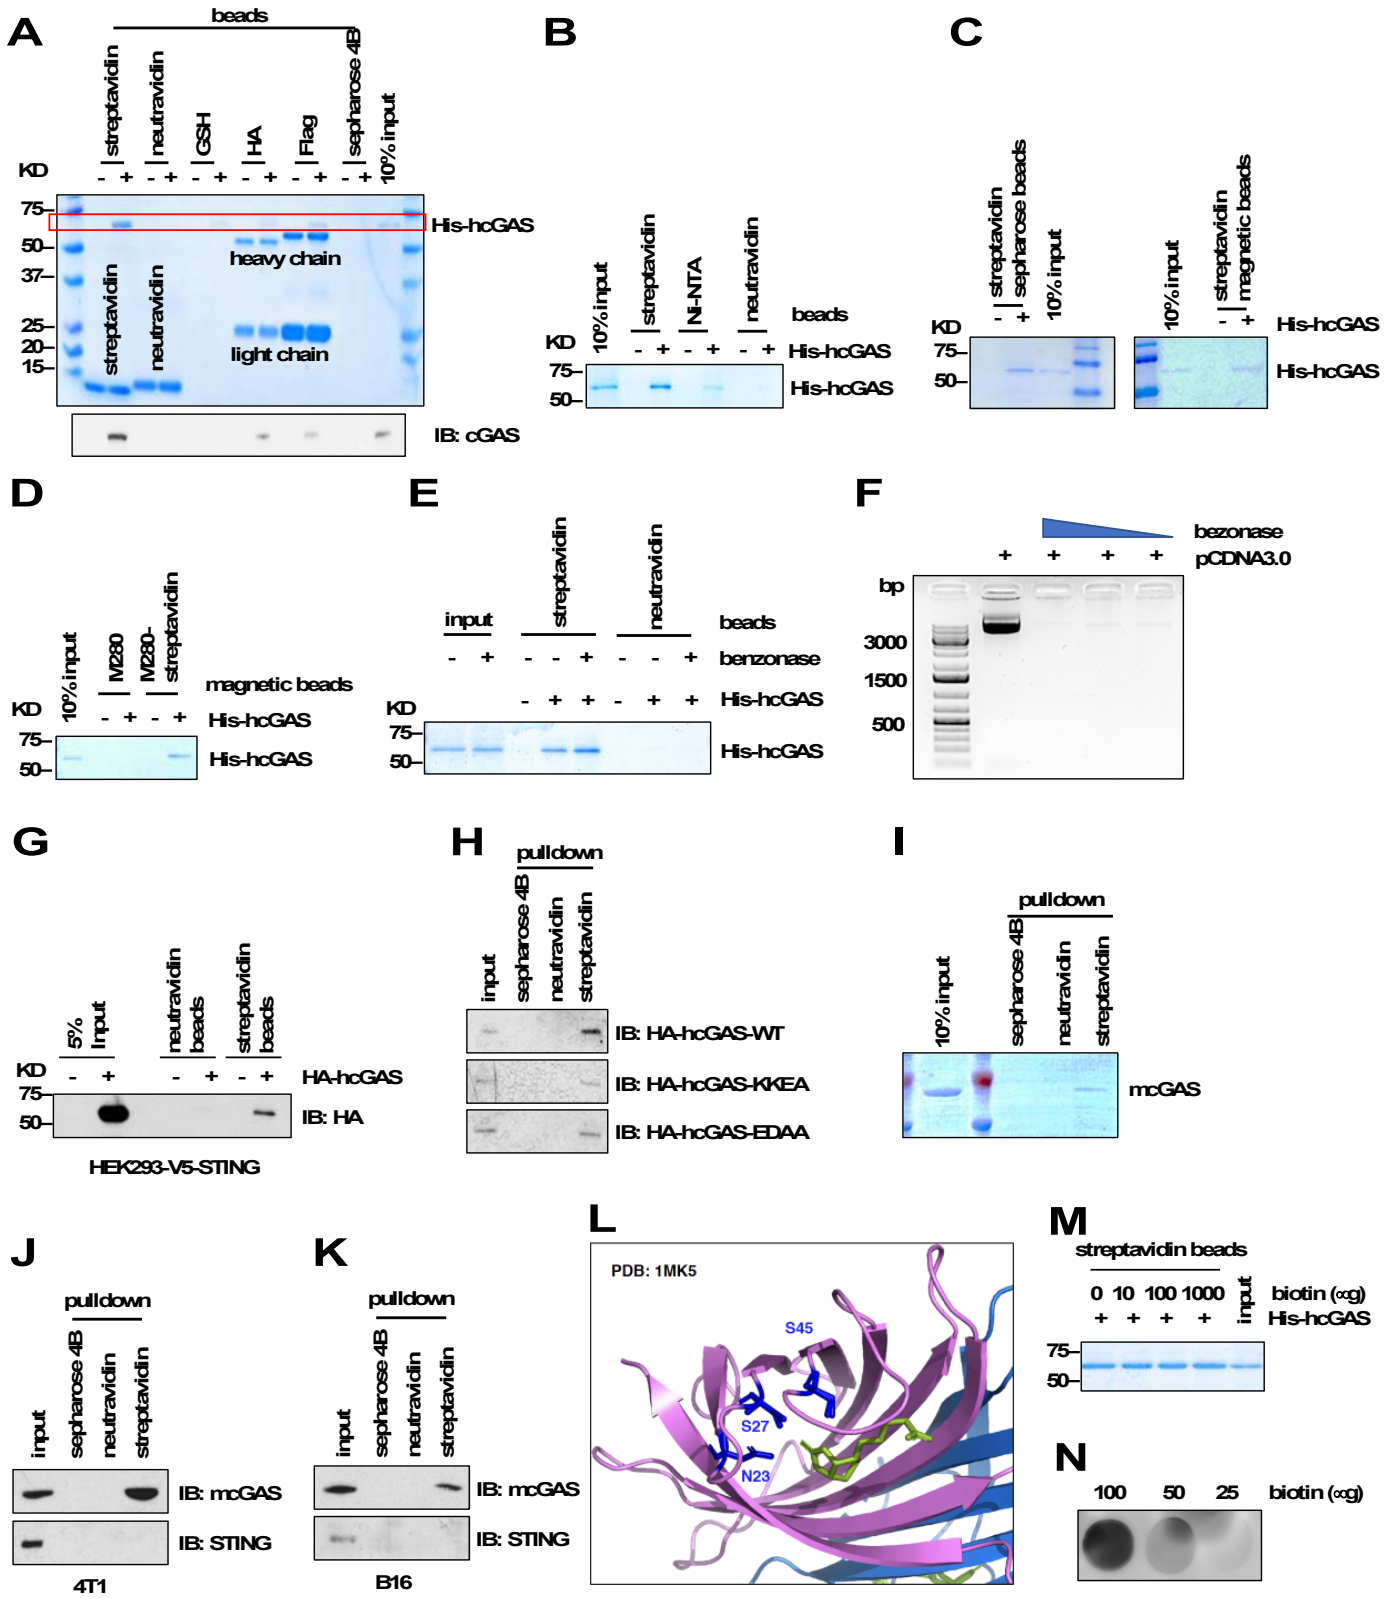 A
beads
streptavidin
neutravidin
GSH
HA
Flag
sepharose 4B
10% input
KD
- + - + - + - + - + - +
75
50
37
25
20
15
His-hcGAS
heavy chain
light chain
streptavidin
neutravidin
IB: cGAS
B
10% input
streptavidin
Ni-NTA
neutravidin
beads
KD
- + - + - +
His-hcGAS
75
50
His-hcGAS
C
streptavidin
sepharose beads
10% input
10% input
streptavidin
magnetic beads
- +
- +
His-hcGAS
KD
75
50
His-hcGAS
D
10% input
M280
M280-
streptavidin
magnetic beads
KD
- + - +
His-hcGAS
75
50
His-hcGAS
E
input
streptavidin
neutravidin
beads
- + - - + - - +
benzonase
- + + - + +
His-hcGAS
KD
75
50
His-hcGAS
F
bezonase
+ + + +
pCDNA3.0
bp
3000
1500
500
G
5%
Input
neutravidin
beads
streptavidin
beads
KD
- + - + - +
HA-hcGAS
75
50
IB: HA
HEK293-V5-STING
H
pulldown
input
sepharose 4B
neutravidin
streptavidin
IB: HA-hcGAS-WT
IB: HA-hcGAS-KKEA
IB: HA-hcGAS-EDAA
I
pulldown
10% input
sepharose 4B
neutravidin
streptavidin
mcGAS
J
pulldown
input
sepharose 4B
neutravidin
streptavidin
IB: mcGAS
IB: STING
4T1
K
pulldown
input
sepharose 4B
neutravidin
streptavidin
IB: mcGAS
IB: STING
B16
L
PDB: 1MK5
S45
S27
N23
M
streptavidin beads
0 10 100 1000
input
biotin (∝g)
+ + + +
His-hcGAS
75
50
N
100 50 25
biotin (∝g)